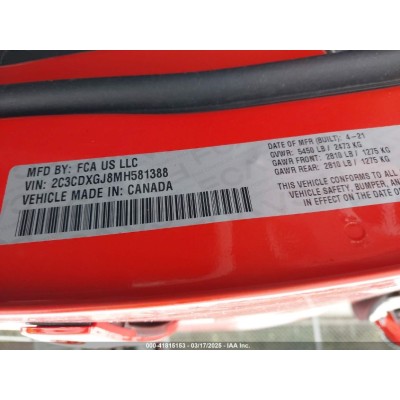 MFD BY: FCA US LLC
VIN: 2C3CDXGJ8MH581388
VEHICLE MADE IN: CANADA
DATE OF MFR (BUILT): 4-21
GVWR: 5450 LB / 2473 KG
GAWR FRONT: 2810 LB / 1275 KG
GAWR REAR: 2810 LB / 1275 KG
THIS VEHICLE CONFORMS TO ALL
VEHICLE SAFETY, BUMPER, AN
IN EFFECT ON THE DATE O
000-41816153 • 03/17/2025 • IAA Inc.